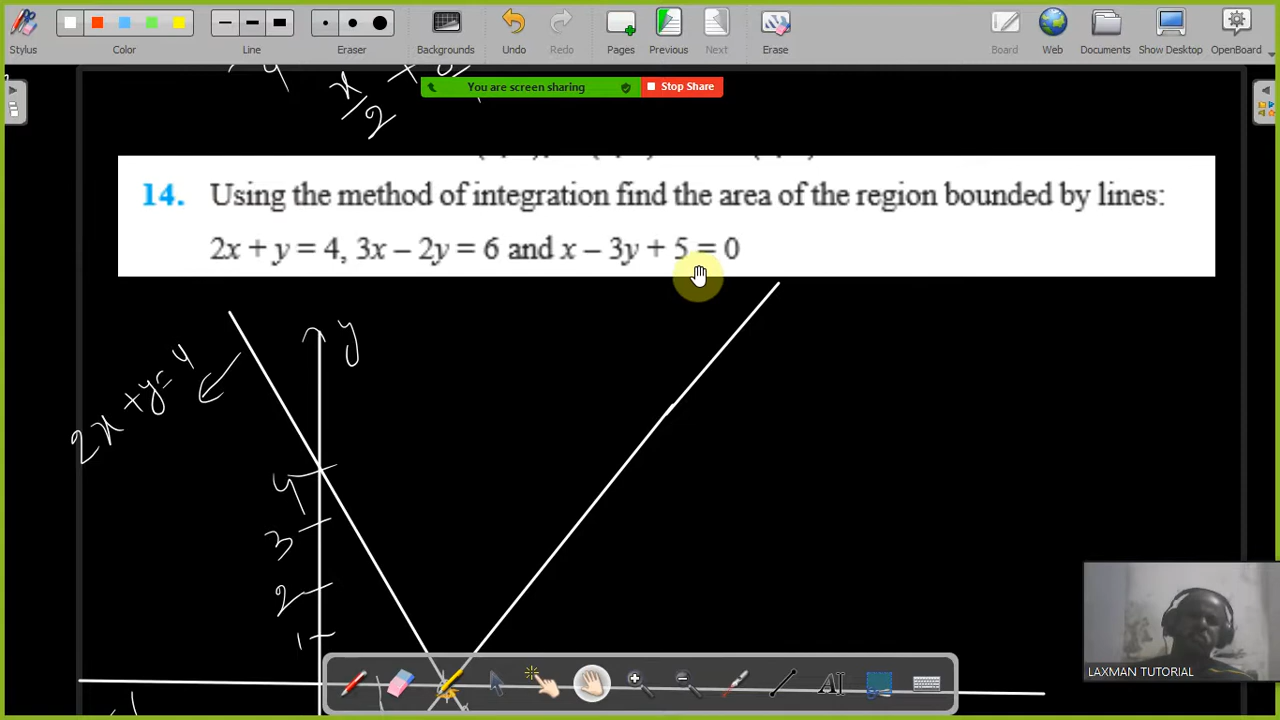 Stylus
Color
Line
Eraser
Backgrounds
Undo
Redo
Pages
Previous
Next
Erase
Board
Web
Documents
Show Desktop
OpenBoard
You are screen sharing
Stop Share
x/2 +
14. Using the method of integration find the area of the region bounded by lines:
2x + y = 4, 3x – 2y = 6 and x – 3y + 5 = 0
y
2x + y = 4
4
3
2
1
LAXMAN TUTORIAL